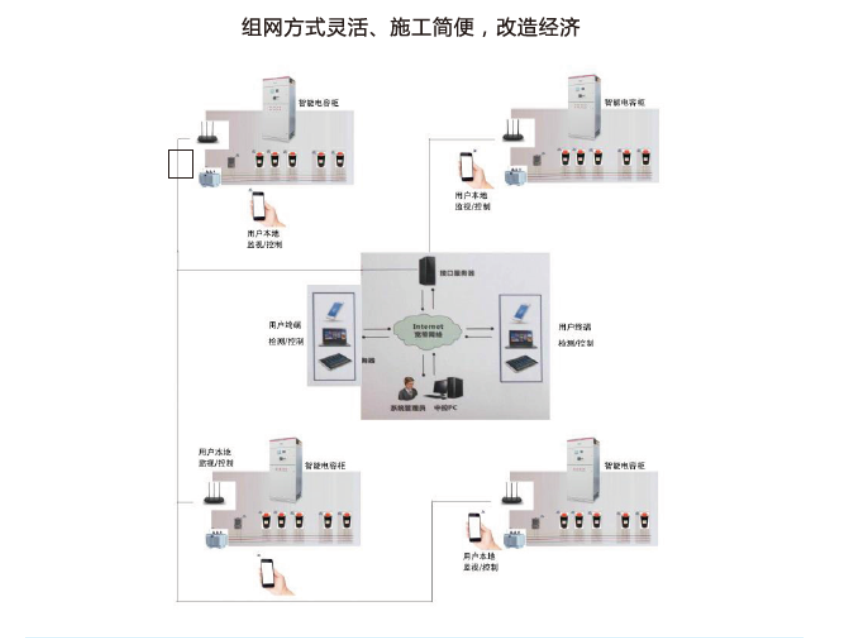 组网方式灵活、施工简便，改造经济
智能电容柜
智能电容柜
用户本地
监视/控制
用户本地
监视/控制
接口服务器
用户终端
检测/控制
Internet
宽带网络
用户终端
检测/控制
系统管理员
中控PC
用户本地
监视/控制
智能电容柜
智能电容柜
用户本地
监视/控制